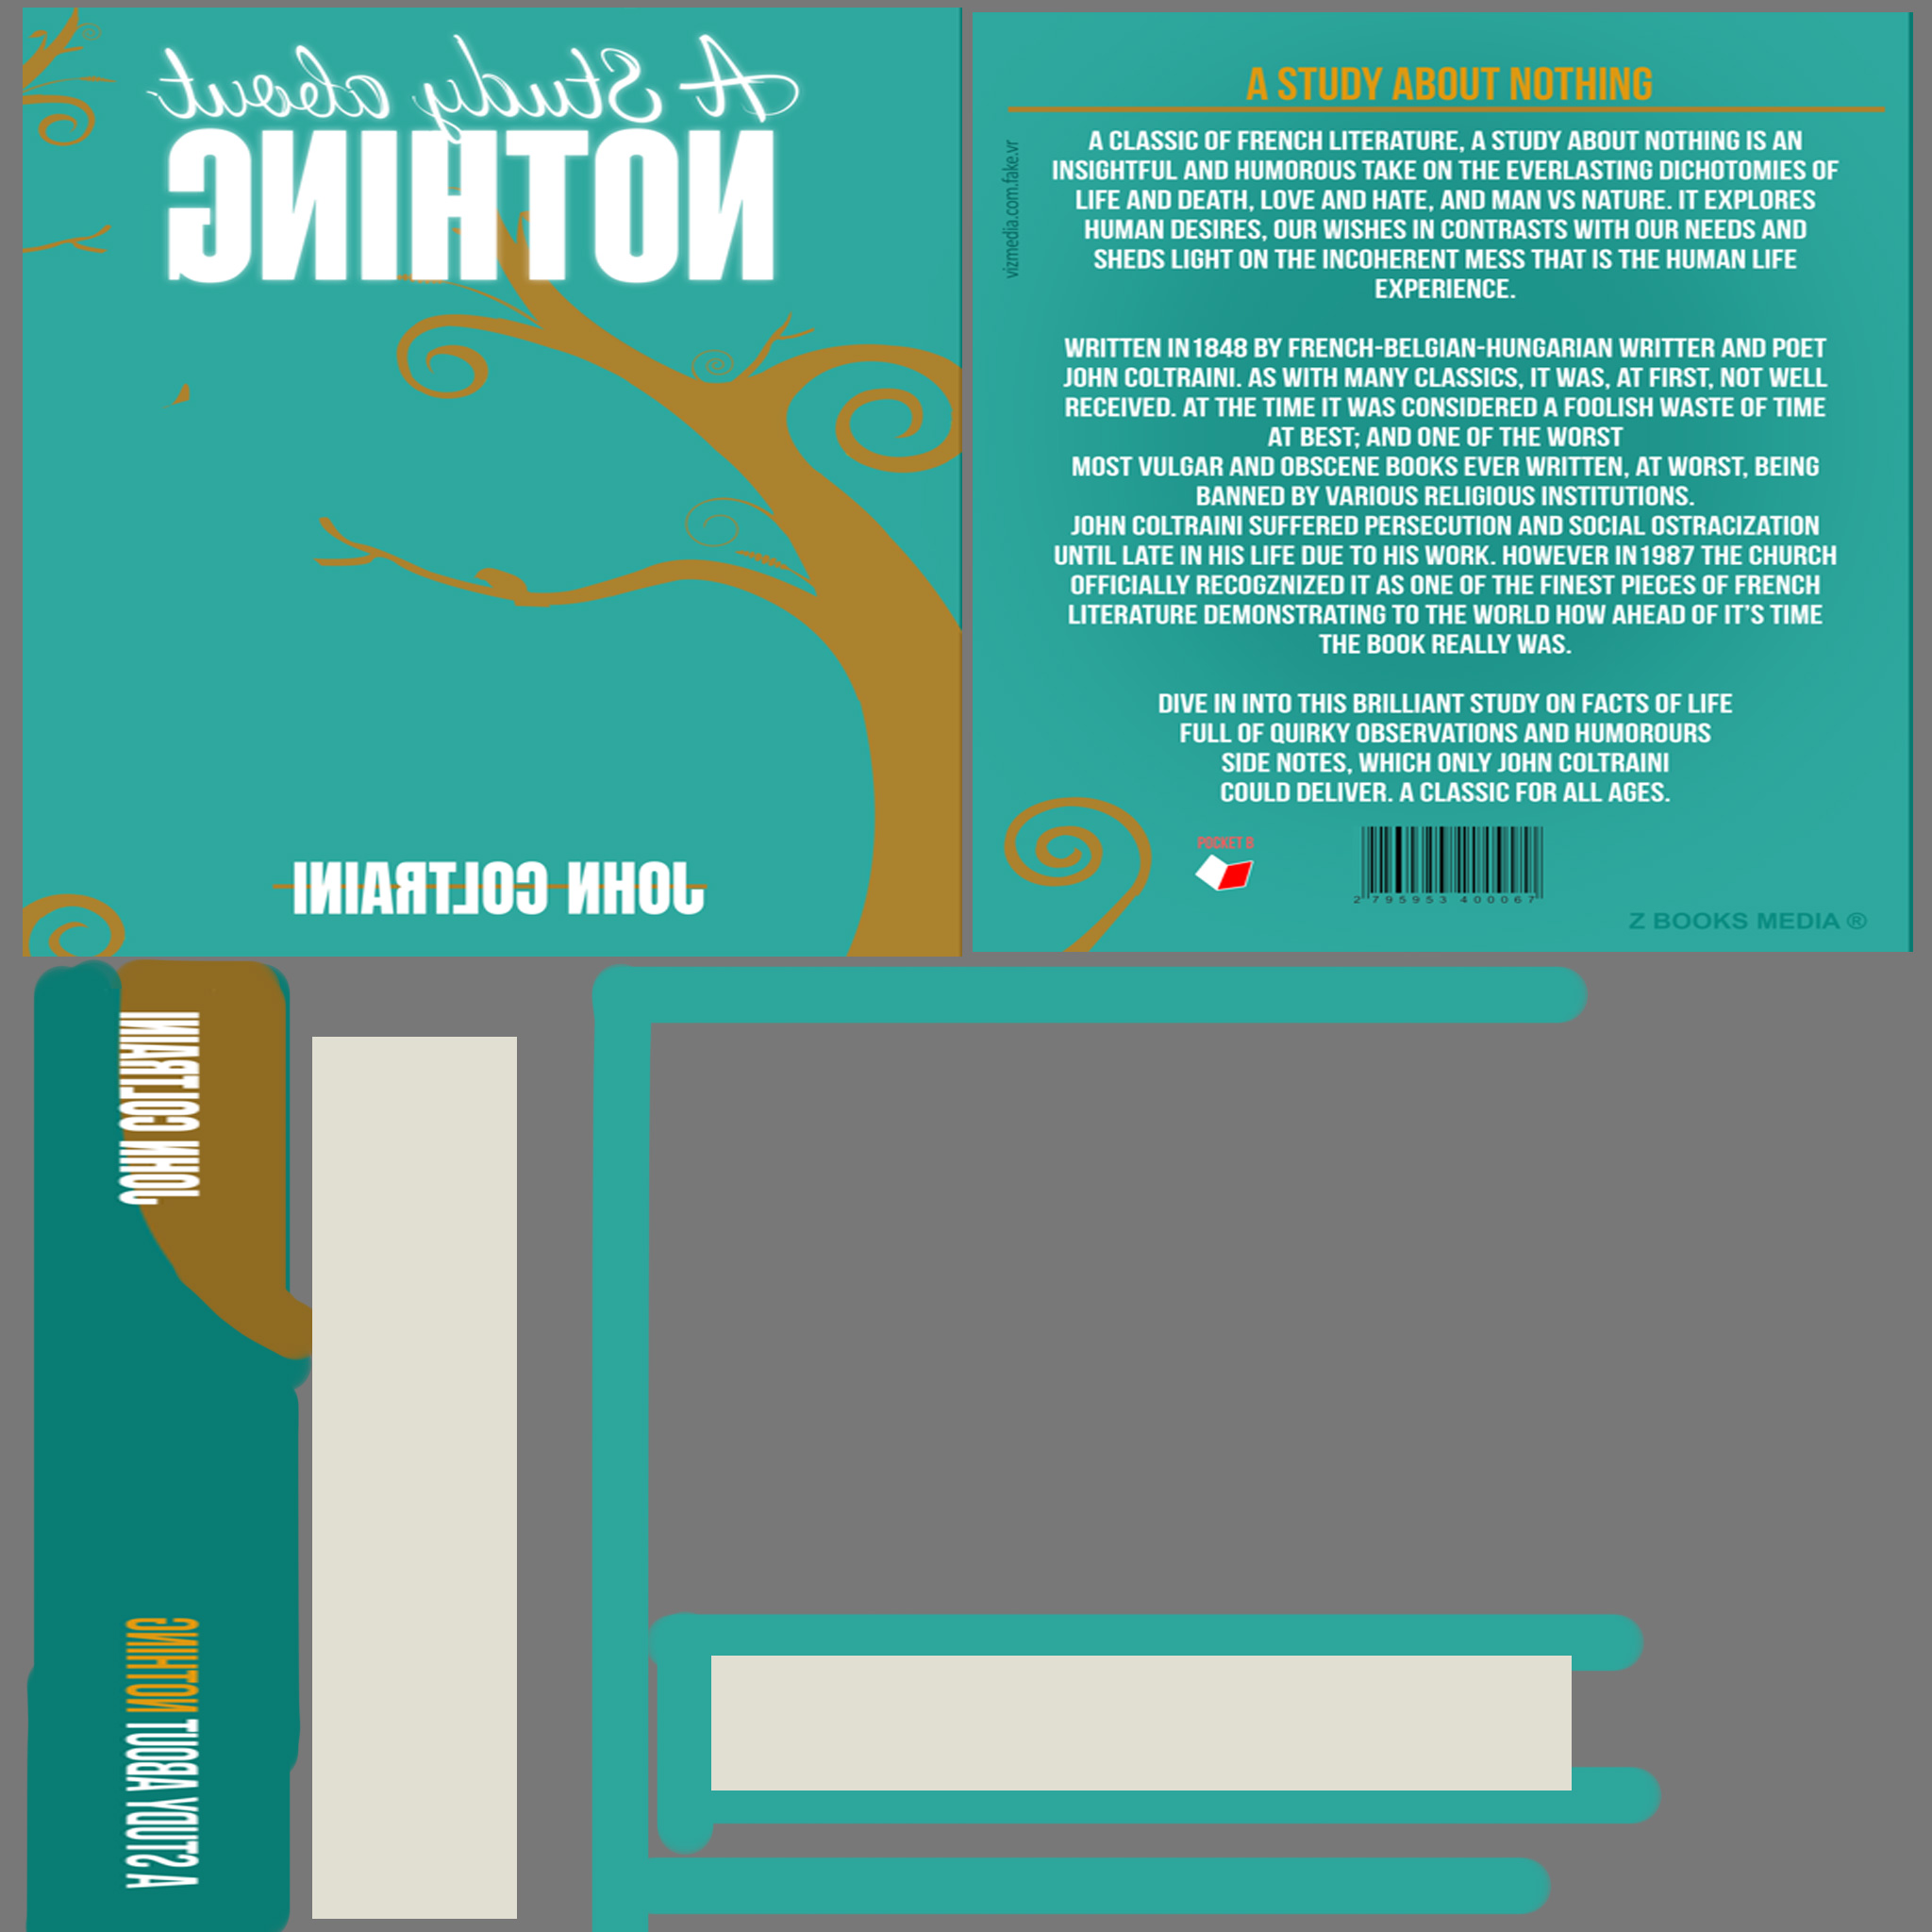 A Study about
NOTHING
JOHN COLTRAINI
A STUDY ABOUT NOTHING
vizmedia.com.fake.vr
A CLASSIC OF FRENCH LITERATURE, A STUDY ABOUT NOTHING IS AN
INSIGHTFUL AND HUMOROUS TAKE ON THE EVERLASTING DICHOTOMIES OF
LIFE AND DEATH, LOVE AND HATE, AND MAN VS NATURE. IT EXPLORES
HUMAN DESIRES, OUR WISHES IN CONTRASTS WITH OUR NEEDS AND
SHEDS LIGHT ON THE INCOHERENT MESS THAT IS THE HUMAN LIFE
EXPERIENCE.
WRITTEN IN1848 BY FRENCH-BELGIAN-HUNGARIAN WRITTER AND POET
JOHN COLTRAINI. AS WITH MANY CLASSICS, IT WAS, AT FIRST, NOT WELL
RECEIVED. AT THE TIME IT WAS CONSIDERED A FOOLISH WASTE OF TIME
AT BEST; AND ONE OF THE WORST
MOST VULGAR AND OBSCENE BOOKS EVER WRITTEN, AT WORST, BEING
BANNED BY VARIOUS RELIGIOUS INSTITUTIONS.
JOHN COLTRAINI SUFFERED PERSECUTION AND SOCIAL OSTRACIZATION
UNTIL LATE IN HIS LIFE DUE TO HIS WORK. HOWEVER IN1987 THE CHURCH
OFFICIALLY RECOGZNIZED IT AS ONE OF THE FINEST PIECES OF FRENCH
LITERATURE DEMONSTRATING TO THE WORLD HOW AHEAD OF IT'S TIME
THE BOOK REALLY WAS.
DIVE IN INTO THIS BRILLIANT STUDY ON FACTS OF LIFE
FULL OF QUIRKY OBSERVATIONS AND HUMOROURS
SIDE NOTES, WHICH ONLY JOHN COLTRAINI
COULD DELIVER. A CLASSIC FOR ALL AGES.
POCKET B
2 795953 400067
Z BOOKS MEDIA ®
JOHN COLTRAINI
A STUDY ABOUT NOTHING